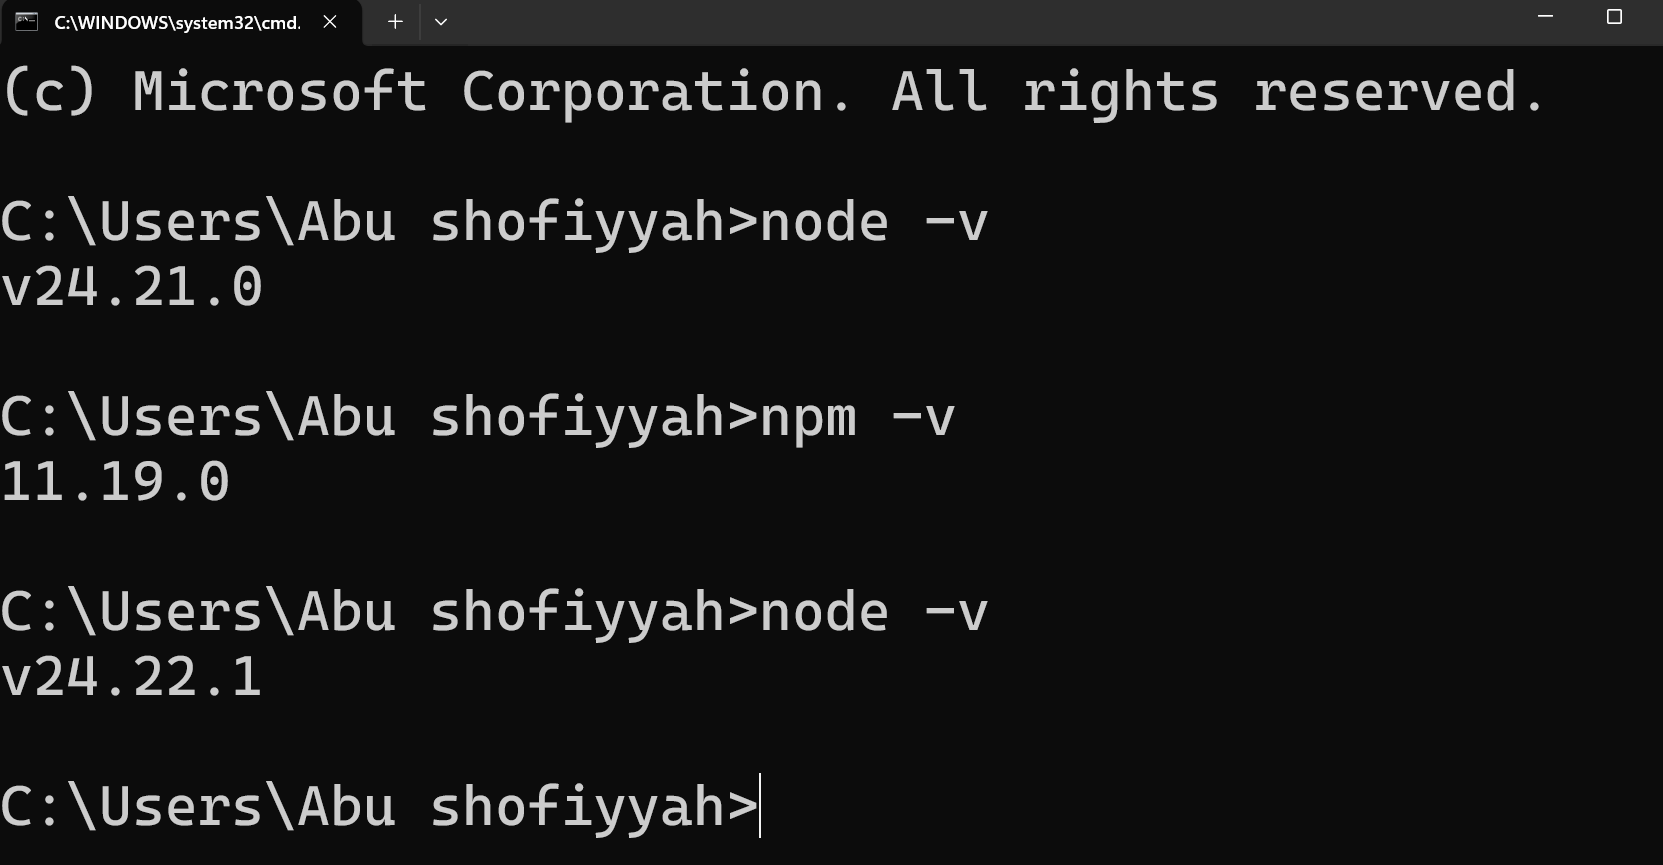 C:\WINDOWS\system32\cmd.
(c) Microsoft Corporation. All rights reserved.
C:\Users\Abu shofiyyah>node -v
v24.21.0
C:\Users\Abu shofiyyah>npm -v
11.19.0
C:\Users\Abu shofiyyah>node -v
v24.22.1
C:\Users\Abu shofiyyah>